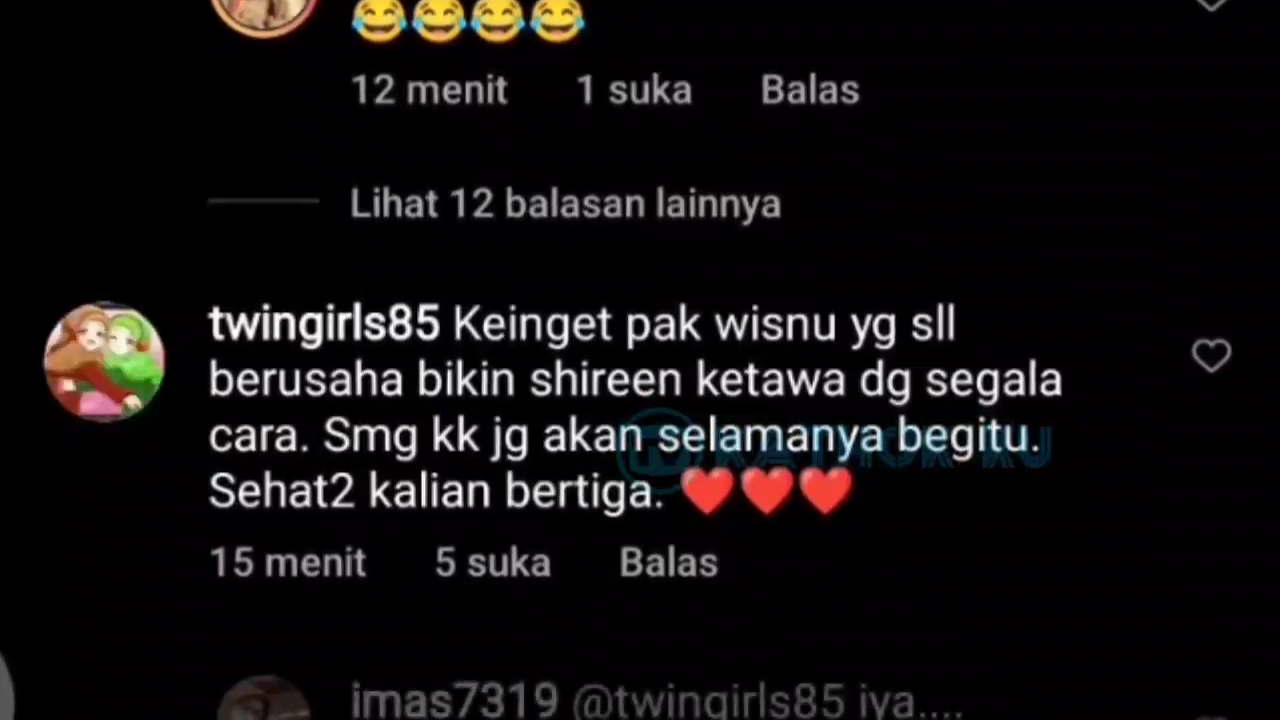 😂😂😂😂
12 menit 1 suka Balas
Lihat 12 balasan lainnya
twingirls85 Keinget pak wisnu yg sll
berusaha bikin shireen ketawa dg segala
cara. Smg kk jg akan selamanya begitu.
Sehat2 kalian bertiga. ❤️❤️❤️
15 menit 5 suka Balas
imas7319 @twingirls85 iya....